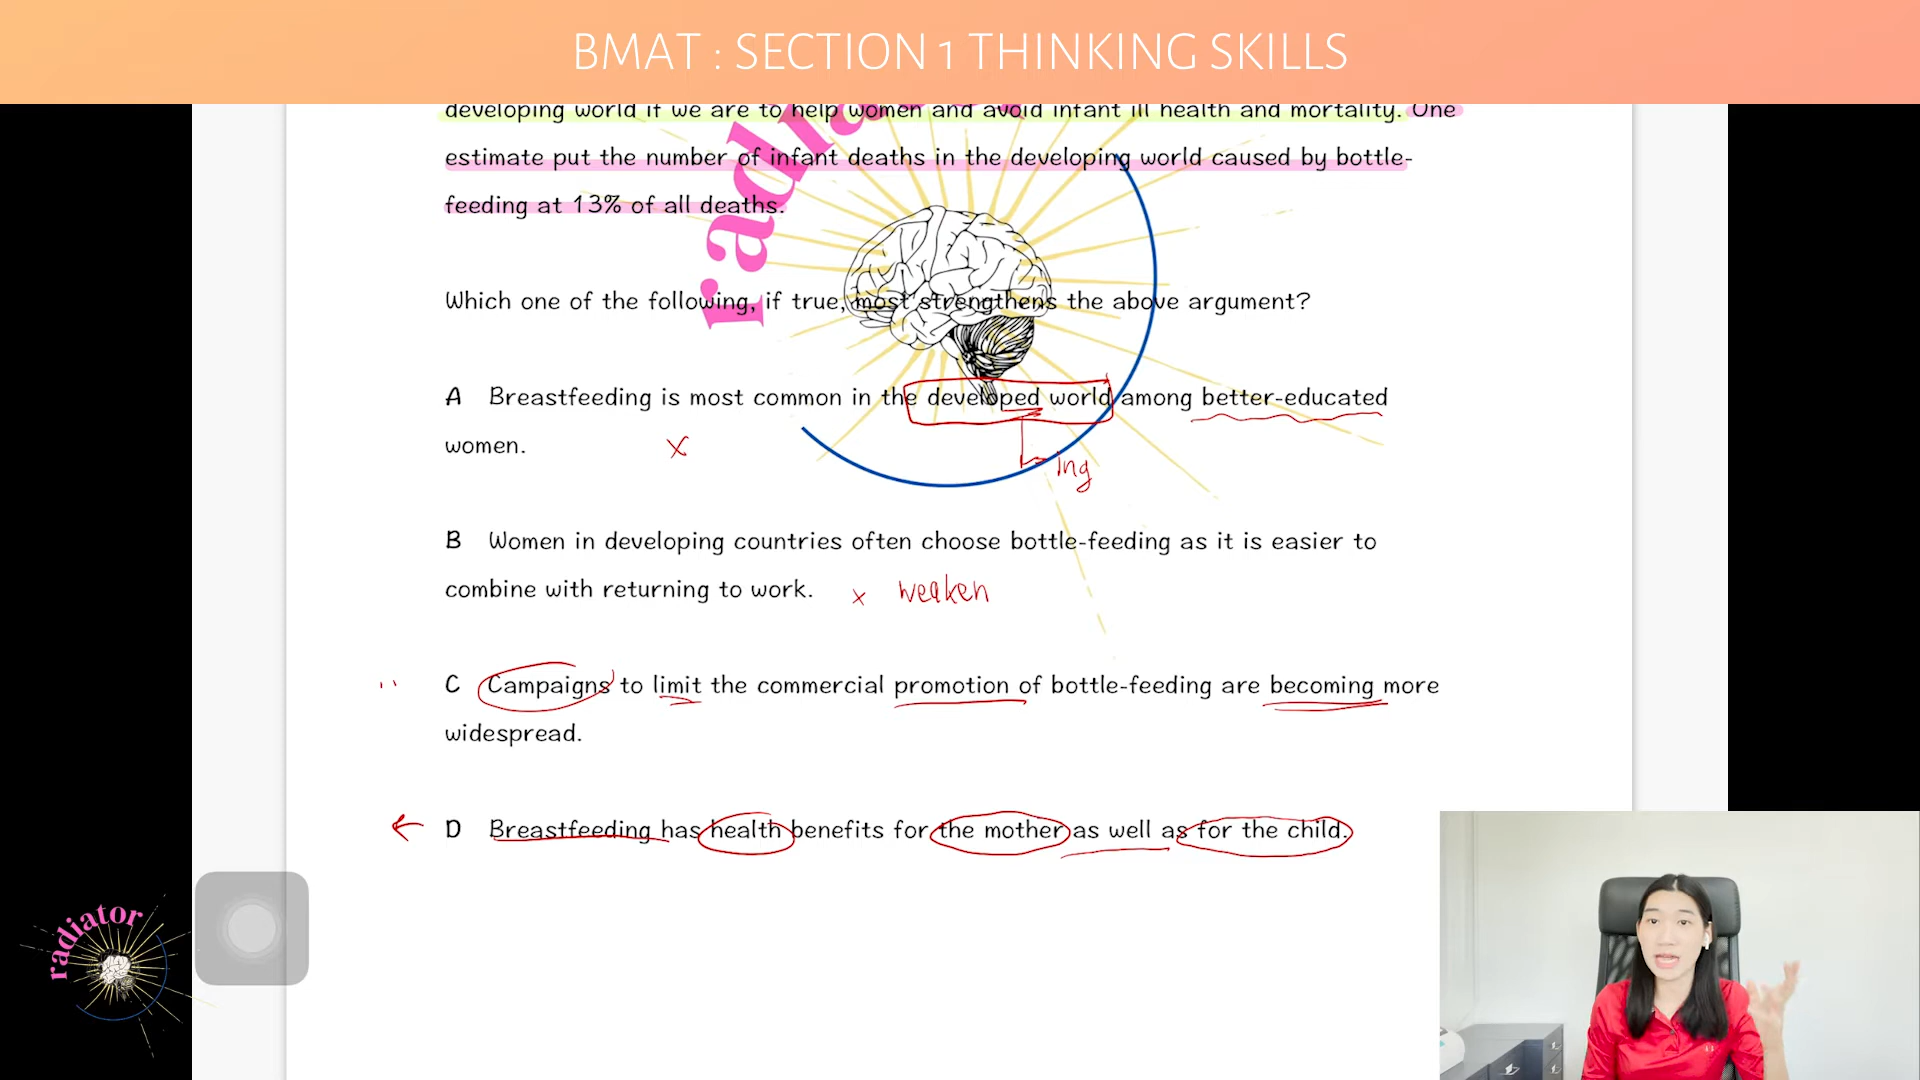 BMAT : SECTION 1 THINKING SKILLS
developing world if we are to help women and avoid infant ill health and mortality. One
estimate put the number of infant deaths in the developing world caused by bottle-
feeding at 13% of all deaths.
radia
Which one of the following, if true, most strengthens the above argument?
A Breastfeeding is most common in the developed world among better-educated
women. x
ing
B Women in developing countries often choose bottle-feeding as it is easier to
combine with returning to work. x weaken
C Campaigns to limit the commercial promotion of bottle-feeding are becoming more
widespread.
D Breastfeeding has health benefits for the mother as well as for the child.
radiator